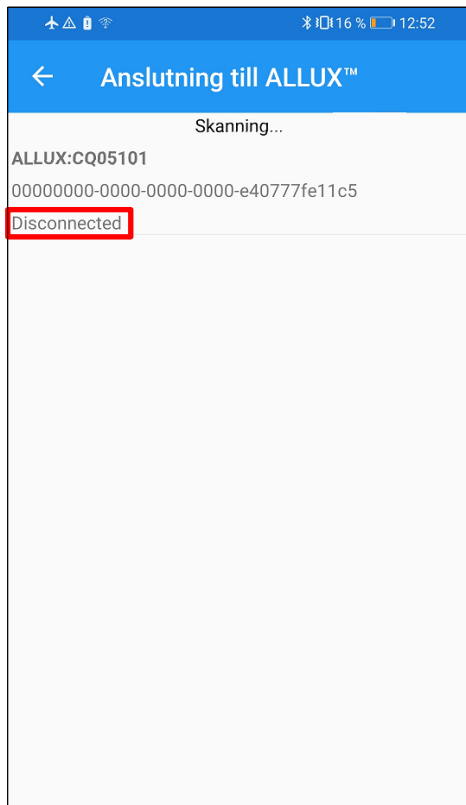 16 % 12:52
Anslutning till ALLUX™
Skanning...
ALLUX:CQ05101
00000000-0000-0000-0000-e40777fe11c5
Disconnected